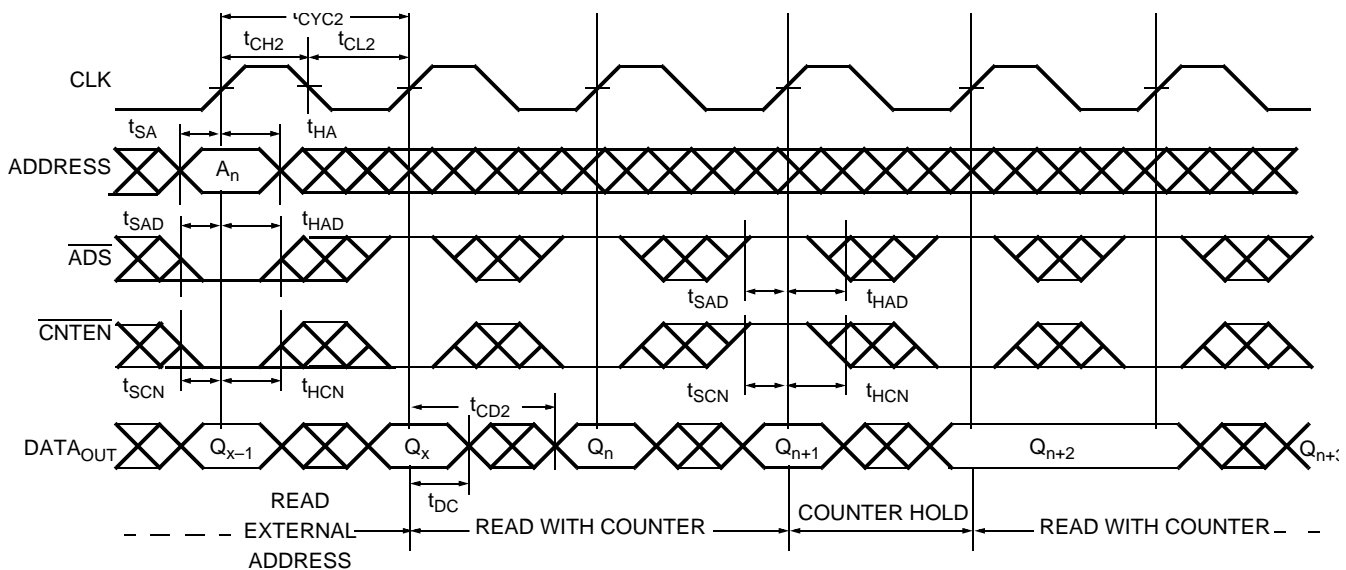 tCYC2
tCH2 tCL2
CLK
tSA tHA
ADDRESS An
tSAD tHAD
ADS
tSAD tHAD
CNTEN
tSCN tHCN tSCN tHCN
tCD2
DATAOUT Qx–1 Qx Qn Qn+1 Qn+2 Qn+3
tDC
READ
EXTERNAL
ADDRESS
READ WITH COUNTER COUNTER HOLD READ WITH COUNTER